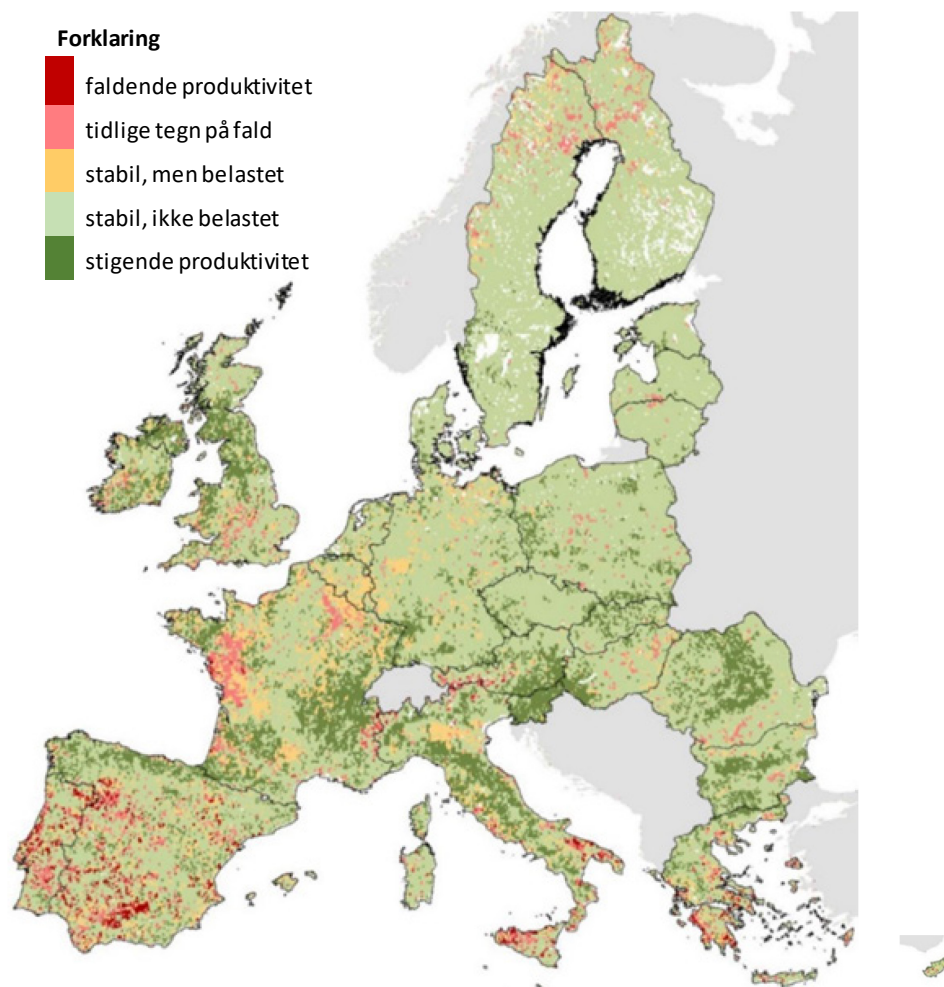 Forklaring
faldende produktivitet
tidlige tegn på fald
stabil, men belastet
stabil, ikke belastet
stigende produktivitet